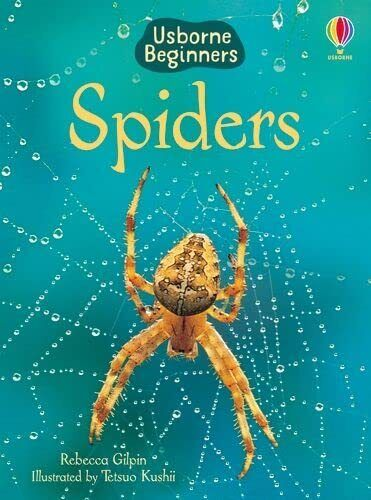 Usborne
Beginners
USBORNE
Spiders
Rebecca Gilpin
Illustrated by Tetsuo Kushii